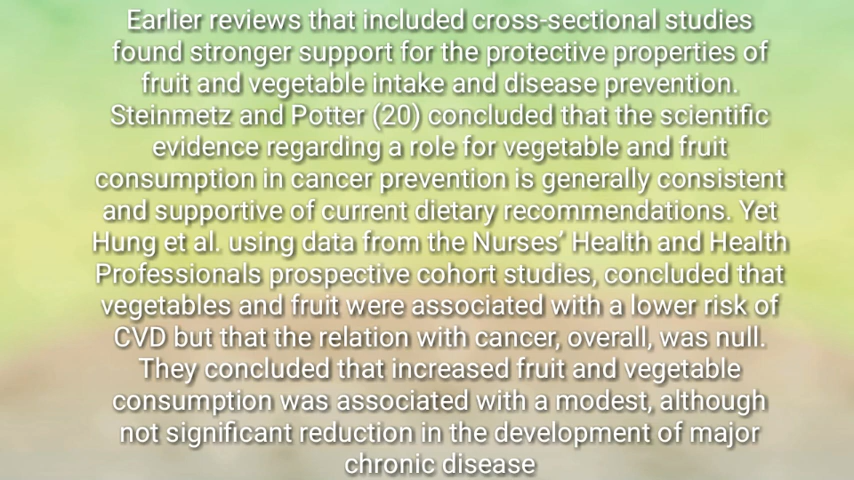 Earlier reviews that included cross-sectional studies
found stronger support for the protective properties of
fruit and vegetable intake and disease prevention.
Steinmetz and Potter (20) concluded that the scientific
evidence regarding a role for vegetable and fruit
consumption in cancer prevention is generally consistent
and supportive of current dietary recommendations. Yet
Hung et al. using data from the Nurses’ Health and Health
Professionals prospective cohort studies, concluded that
vegetables and fruit were associated with a lower risk of
CVD but that the relation with cancer, overall, was null.
They concluded that increased fruit and vegetable
consumption was associated with a modest, although
not significant reduction in the development of major
chronic disease